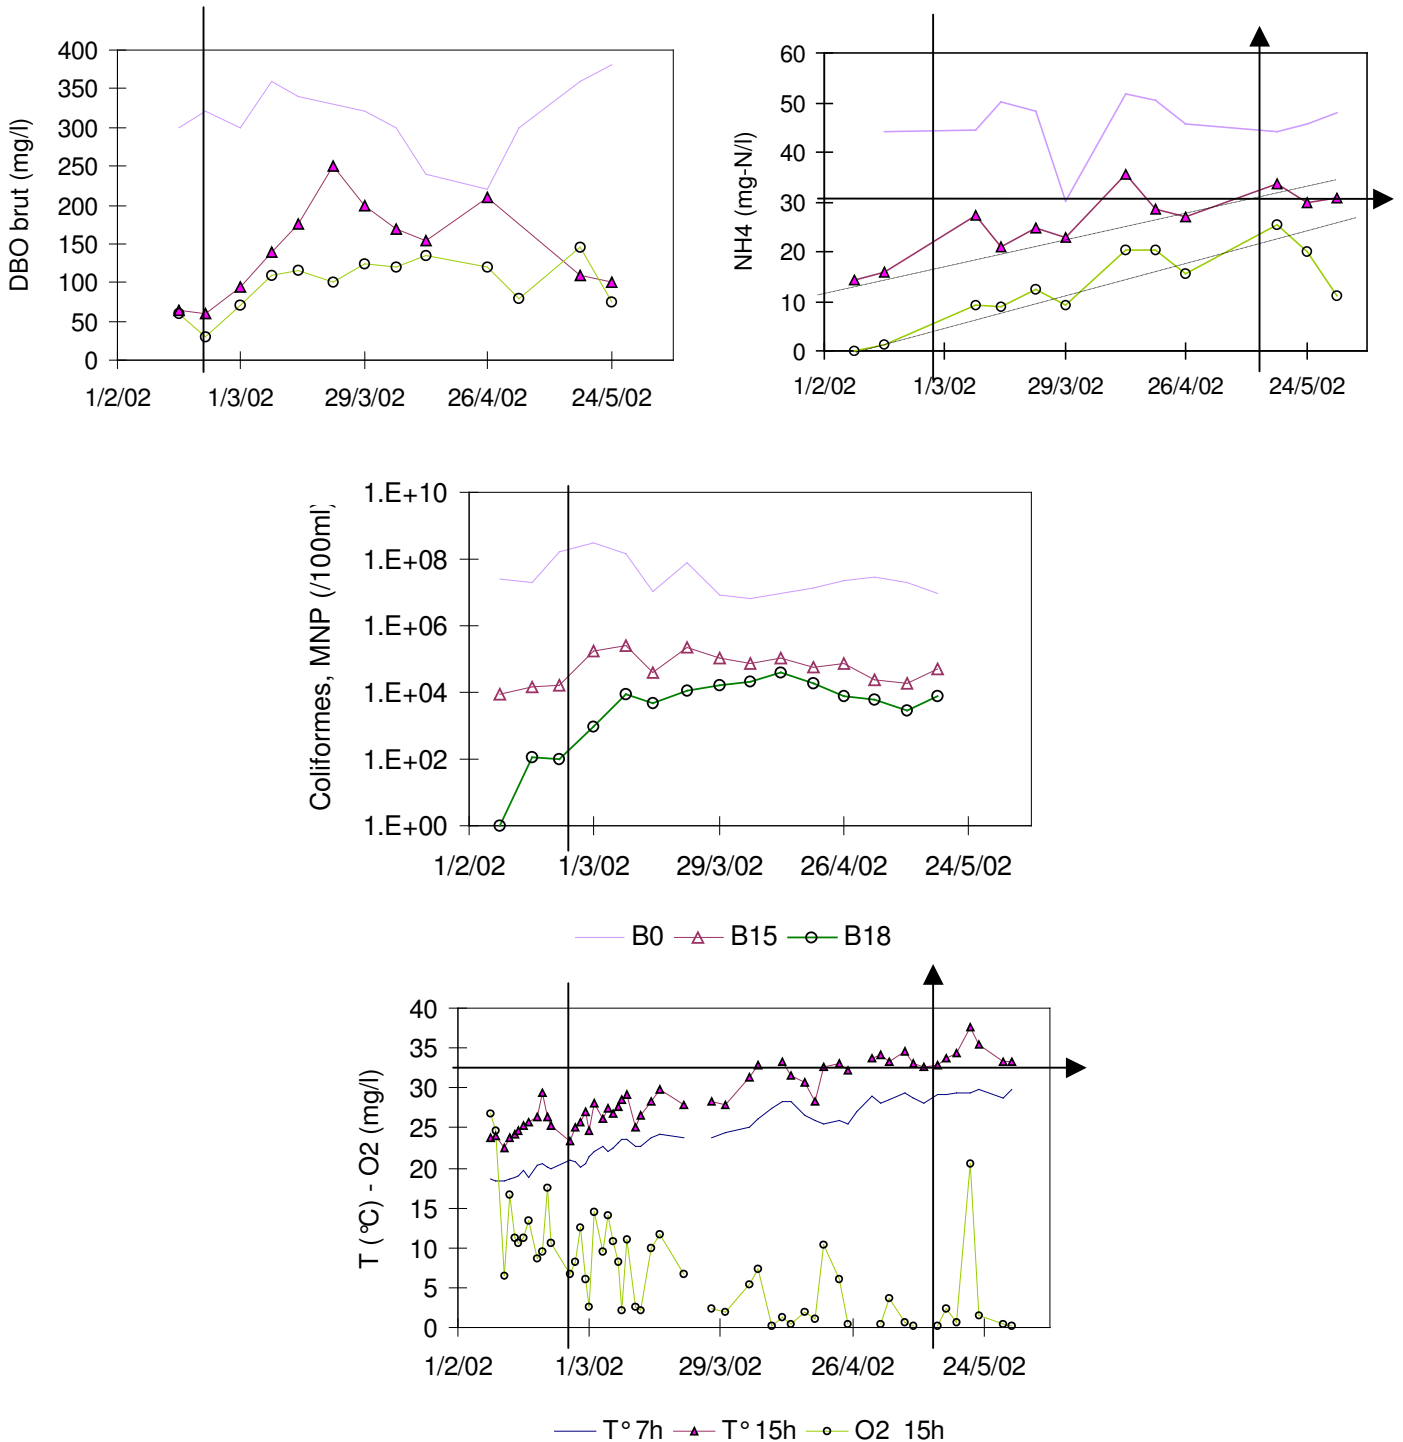 DBO brut (mg/l)
400
350
300
250
200
150
100
50
0
1/2/02 1/3/02 29/3/02 26/4/02 24/5/02
NH4 (mg-N/l)
60
50
40
30
20
10
0
1/2/02 1/3/02 29/3/02 26/4/02 24/5/02
Coliformes, MNP (/100ml)
1.E+10
1.E+08
1.E+06
1.E+04
1.E+02
1.E+00
1/2/02 1/3/02 29/3/02 26/4/02 24/5/02
B0 B15 B18
T (°C) - O2 (mg/l)
40
35
30
25
20
15
10
5
0
1/2/02 1/3/02 29/3/02 26/4/02 24/5/02
T° 7h T° 15h O2 15h